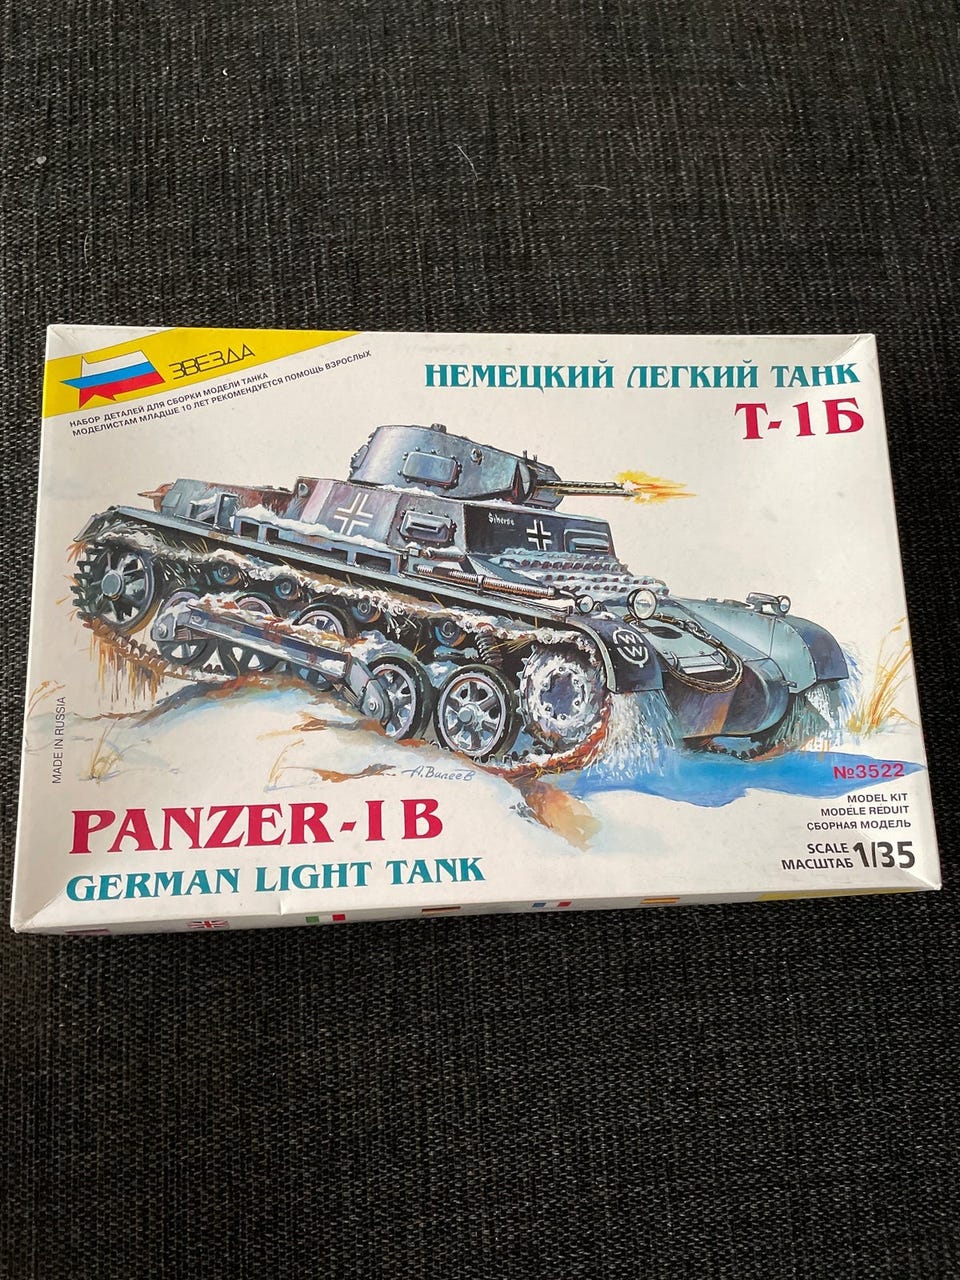 ЗВЕЗДА
НАБОР ДЕТАЛЕЙ ДЛЯ СБОРКИ МОДЕЛИ ТАНКА
МОДЕЛИСТАМ МЛАДШЕ 10 ЛЕТ РЕКОМЕНДУЕТСЯ ПОМОЩЬ ВЗРОСЛЫХ
НЕМЕЦКИЙ ЛЕГКИЙ ТАНК
Т-1Б
MADE IN RUSSIA
А.Валеев
№3522
MODEL KIT
MODELE REDUIT
СБОРНАЯ МОДЕЛЬ
SCALE
МАСШТАБ 1/35
PANZER-I B
GERMAN LIGHT TANK